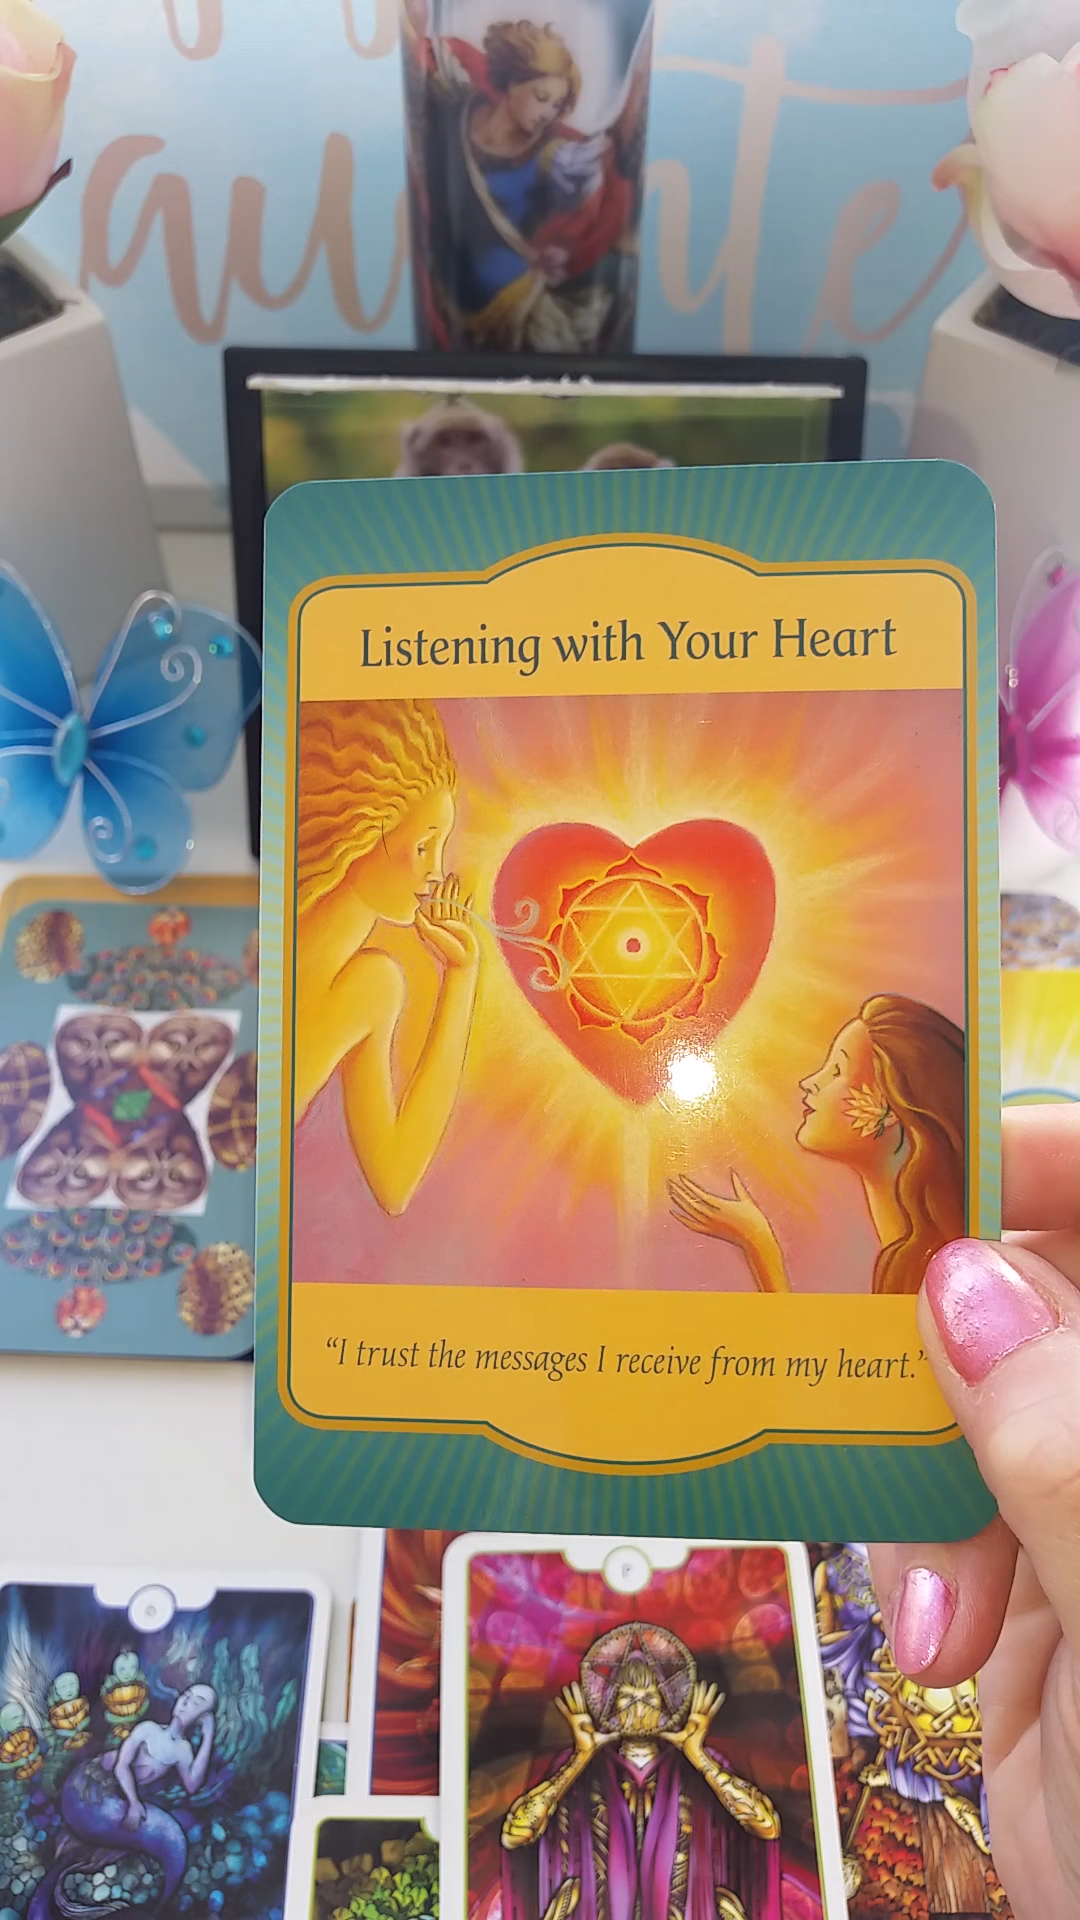 Listening with Your Heart
“I trust the messages I receive from my heart.”